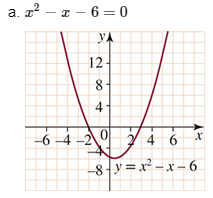 a. x² − x − 6 = 0
y
12
8
4
-6 -4 -2 0 2 4 6 x
-4
-8
y = x² − x − 6